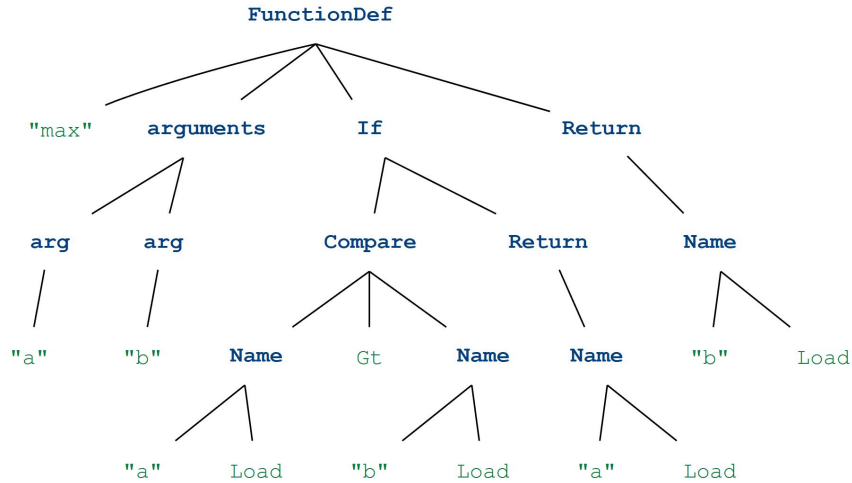 FunctionDef
"max" arguments If Return
arg arg Compare Return Name
"a" "b" Name Gt Name Name "b" Load
"a" Load "b" Load "a" Load